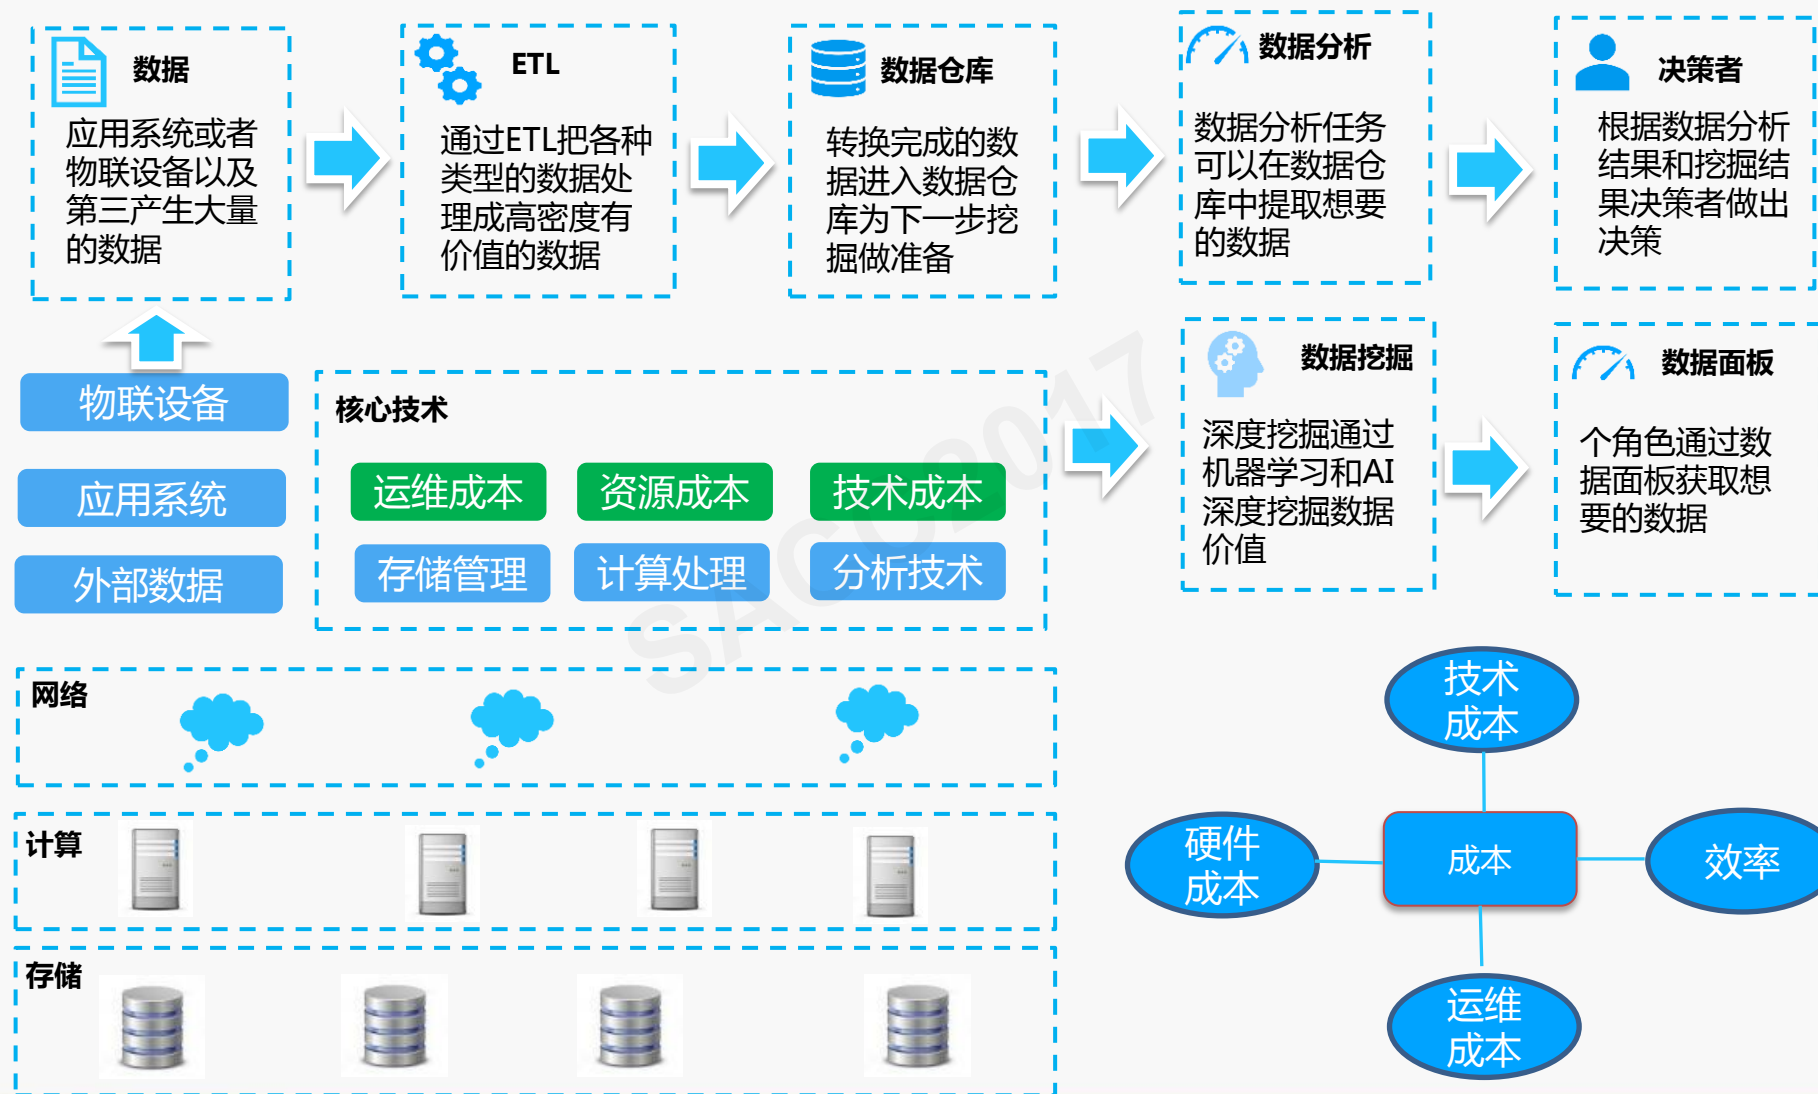 数据
应用系统或者
物联设备以及
第三产生大量
的数据
ETL
通过ETL把各种
类型的数据处
理成高密度有
价值的数据
数据仓库
转换完成的数
据进入数据仓
库为下一步挖
掘做准备
数据分析
数据分析任务
可以在数据仓
库中提取想要
的数据
决策者
根据数据分析
结果和挖掘结
果决策者做出
决策
物联设备
应用系统
外部数据
核心技术
运维成本
资源成本
技术成本
存储管理
计算处理
分析技术
数据挖掘
深度挖掘通过
机器学习和AI
深度挖掘数据
价值
数据面板
个角色通过数
据面板获取想
要的数据
SACC2017
网络
计算
存储
技术
成本
硬件
成本
成本
效率
运维
成本